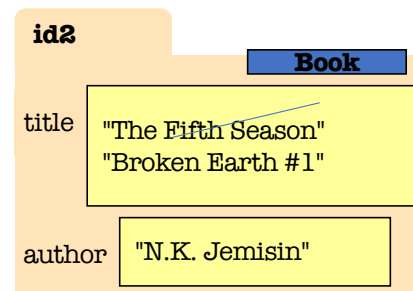 id2
Book
title
"The Fifth Season"
"Broken Earth #1"
author
"N.K. Jemisin"